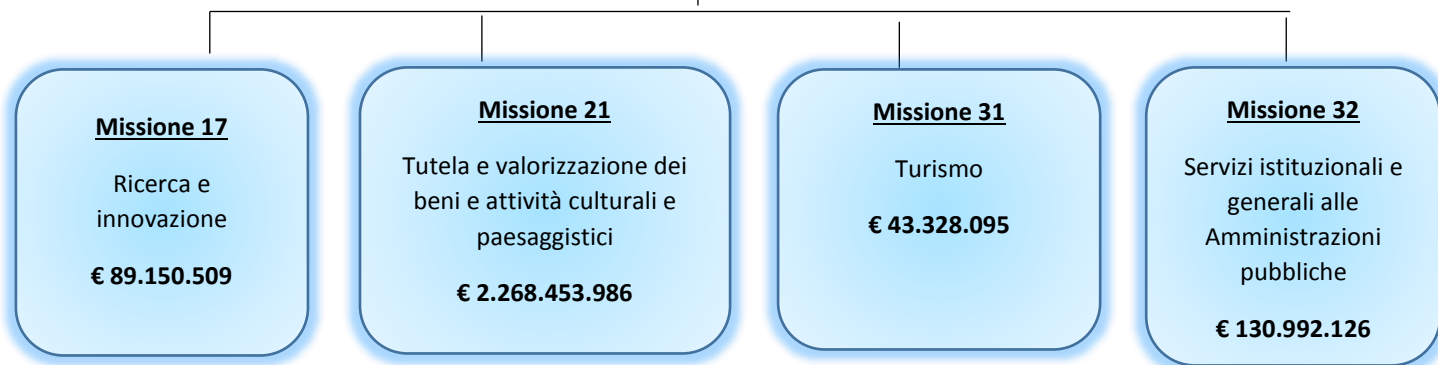 Missione 17
Ricerca e
innovazione
€ 89.150.509
Missione 21
Tutela e valorizzazione dei
beni e attività culturali e
paesaggistici
€ 2.268.453.986
Missione 31
Turismo
€ 43.328.095
Missione 32
Servizi istituzionali e
generali alle
Amministrazioni
pubbliche
€ 130.992.126